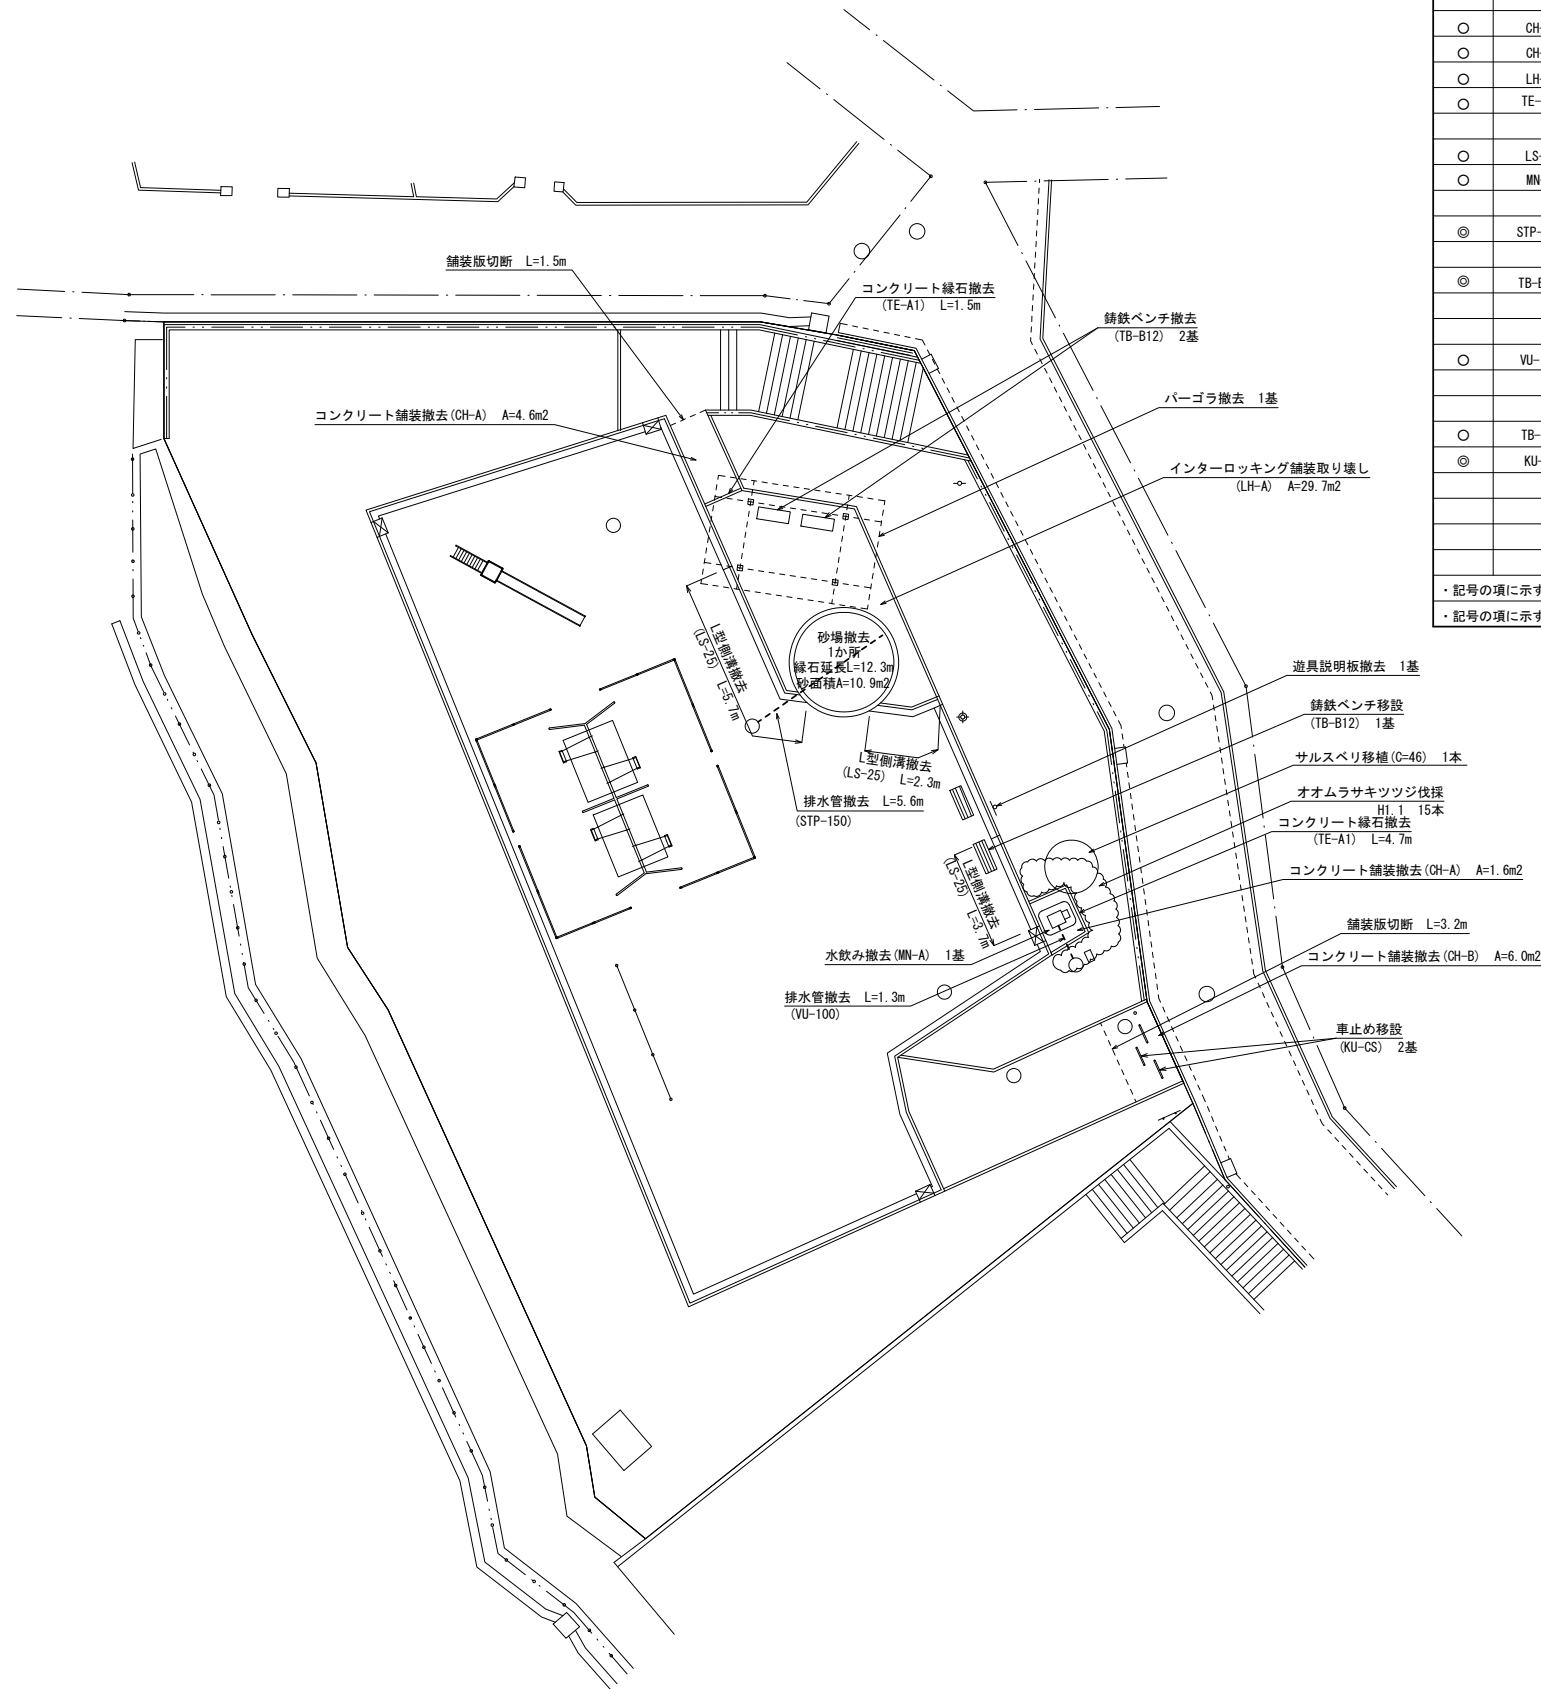 舗装版切断 L=1.5m
コンクリート縁石撤去
(TE-A1) L=1.5m
鋳鉄ベンチ撤去
(TB-B12) 2基
パーゴラ撤去 1基
コンクリート舗装撤去(CH-A) A=4.6m2
インターロッキング舗装取り壊し
(LH-A) A=29.7m2
砂場撤去
1か所
縁石延長L=12.3m
砂面積A=10.9m2
L型側溝撤去
(LS-25) L=5.7m
L型側溝撤去
(LS-25) L=2.3m
排水管撤去 L=5.6m
(STP-150)
遊具説明板撤去 1基
鋳鉄ベンチ移設
(TB-B12) 1基
サルスベリ移植(C=46) 1本
オオムラサキツツジ伐採
H1.1 15本
コンクリート縁石撤去
(TE-A1) L=4.7m
コンクリート舗装撤去(CH-A) A=1.6m2
L型側溝撤去
(LS-25) L=3.7m
舗装版切断 L=3.2m
水飲み撤去(MN-A) 1基
コンクリート舗装撤去(CH-B) A=6.0m2
排水管撤去 L=1.3m
(VU-100)
車止め移設
(KU-CS) 2基
○ CH-
○ CH-
○ LH-
○ TE-
○ LS-
○ MN-
◎ STP-
◎ TB-B
○ VU-
○ TB-
◎ KU-
・記号の項に示す
・記号の項に示す